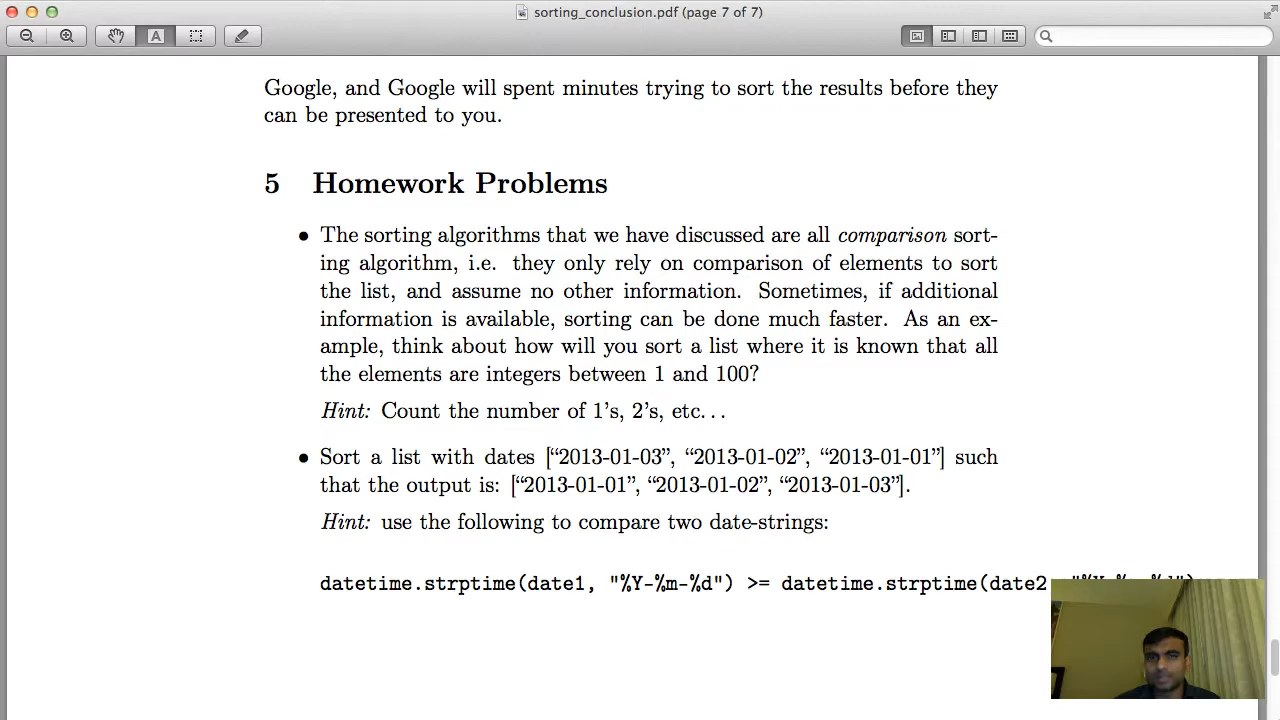 sorting_conclusion.pdf (page 7 of 7)
Google, and Google will spent minutes trying to sort the results before they
can be presented to you.
5 Homework Problems
• The sorting algorithms that we have discussed are all comparison sort-
ing algorithm, i.e. they only rely on comparison of elements to sort
the list, and assume no other information. Sometimes, if additional
information is available, sorting can be done much faster. As an ex-
ample, think about how will you sort a list where it is known that all
the elements are integers between 1 and 100?
Hint: Count the number of 1’s, 2’s, etc...
• Sort a list with dates [“2013-01-03”, “2013-01-02”, “2013-01-01”] such
that the output is: [“2013-01-01”, “2013-01-02”, “2013-01-03”].
Hint: use the following to compare two date-strings:
datetime.strptime(date1, "%Y-%m-%d") >= datetime.strptime(date2